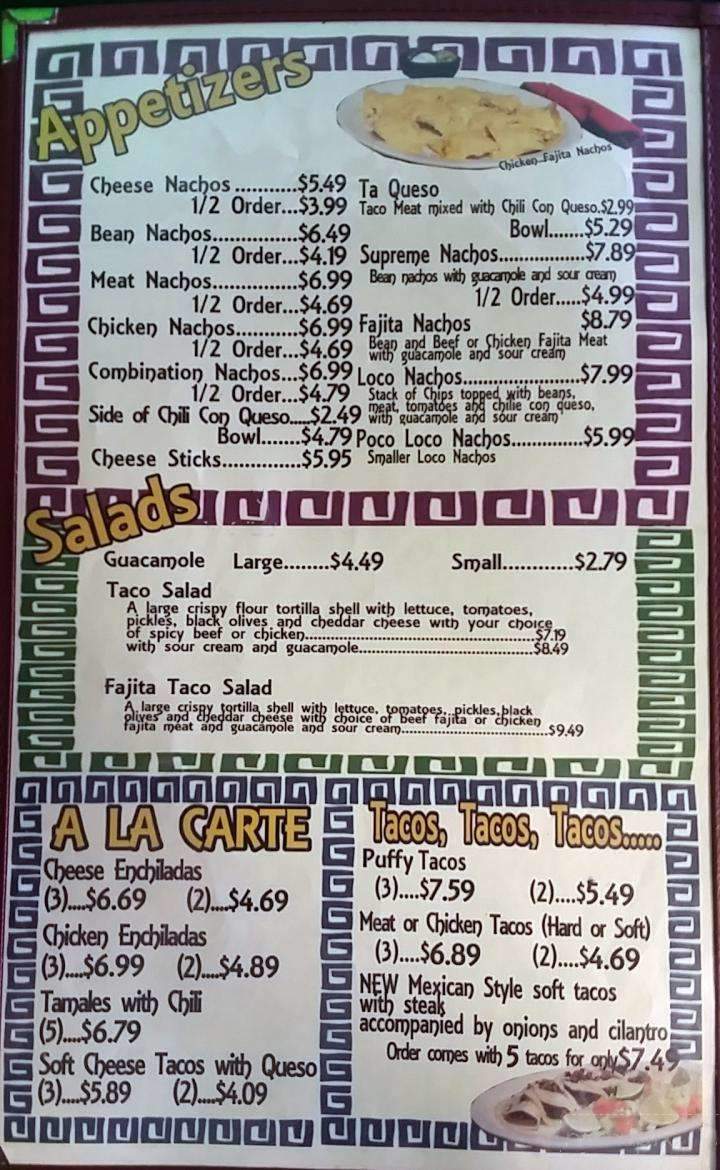 Appetizers
Chicken Fajita Nachos
Cheese Nachos ...........$5.49
1/2 Order...$3.99
Bean Nachos...............$6.49
1/2 Order...$4.19
Meat Nachos..............$6.99
1/2 Order...$4.69
Chicken Nachos...........$6.99
1/2 Order...$4.69
Combination Nachos...$6.99
1/2 Order...$4.79
Side of Chili Con Queso.....$2.49
Bowl.......$4.79
Cheese Sticks.............$5.95
Ta Queso
Taco Meat mixed with Chili Con Queso.$2.99
Bowl.......$5.29
Supreme Nachos..................$7.89
Bean nachos with guacamole and sour cream
1/2 Order.....$4.99
Fajita Nachos $8.79
Bean and Beef or Chicken Fajita Meat
with guacamole and sour cream
Loco Nachos........................$7.99
Stack of Chips topped with beans,
meat, tomatoes and chilie con queso,
with guacamole and sour cream
Poco Loco Nachos............$5.99
Smaller Loco Nachos
Salads
Guacamole Large........$4.49 Small............$2.79
Taco Salad
A large crispy flour tortilla shell with lettuce, tomatoes,
pickles, black olives and cheddar cheese with your choice
of spicy beef or chicken..................................................$7.19
with sour cream and guacamole.....................................$8.49
Fajita Taco Salad
A large crispy tortilla shell with lettuce, tomatoes, pickles,black
olives and cheddar cheese with choice of beef fajita or chicken
fajita meat and guacamole and sour cream...............................$9.49
A LA CARTE
Cheese Enchiladas
(3)....$6.69 (2)....$4.69
Chicken Enchiladas
(3)....$6.99 (2)....$4.89
Tamales with Chili
(5)....$6.79
Soft Cheese Tacos with Queso
(3)....$5.89 (2)....$4.09
Tacos, Tacos, Tacos.....
Puffy Tacos
(3)....$7.59 (2)....$5.49
Meat or Chicken Tacos (Hard or Soft)
(3)....$6.89 (2)....$4.69
NEW Mexican Style soft tacos
with steak
accompanied by onions and cilantro
Order comes with 5 tacos for only$7.49